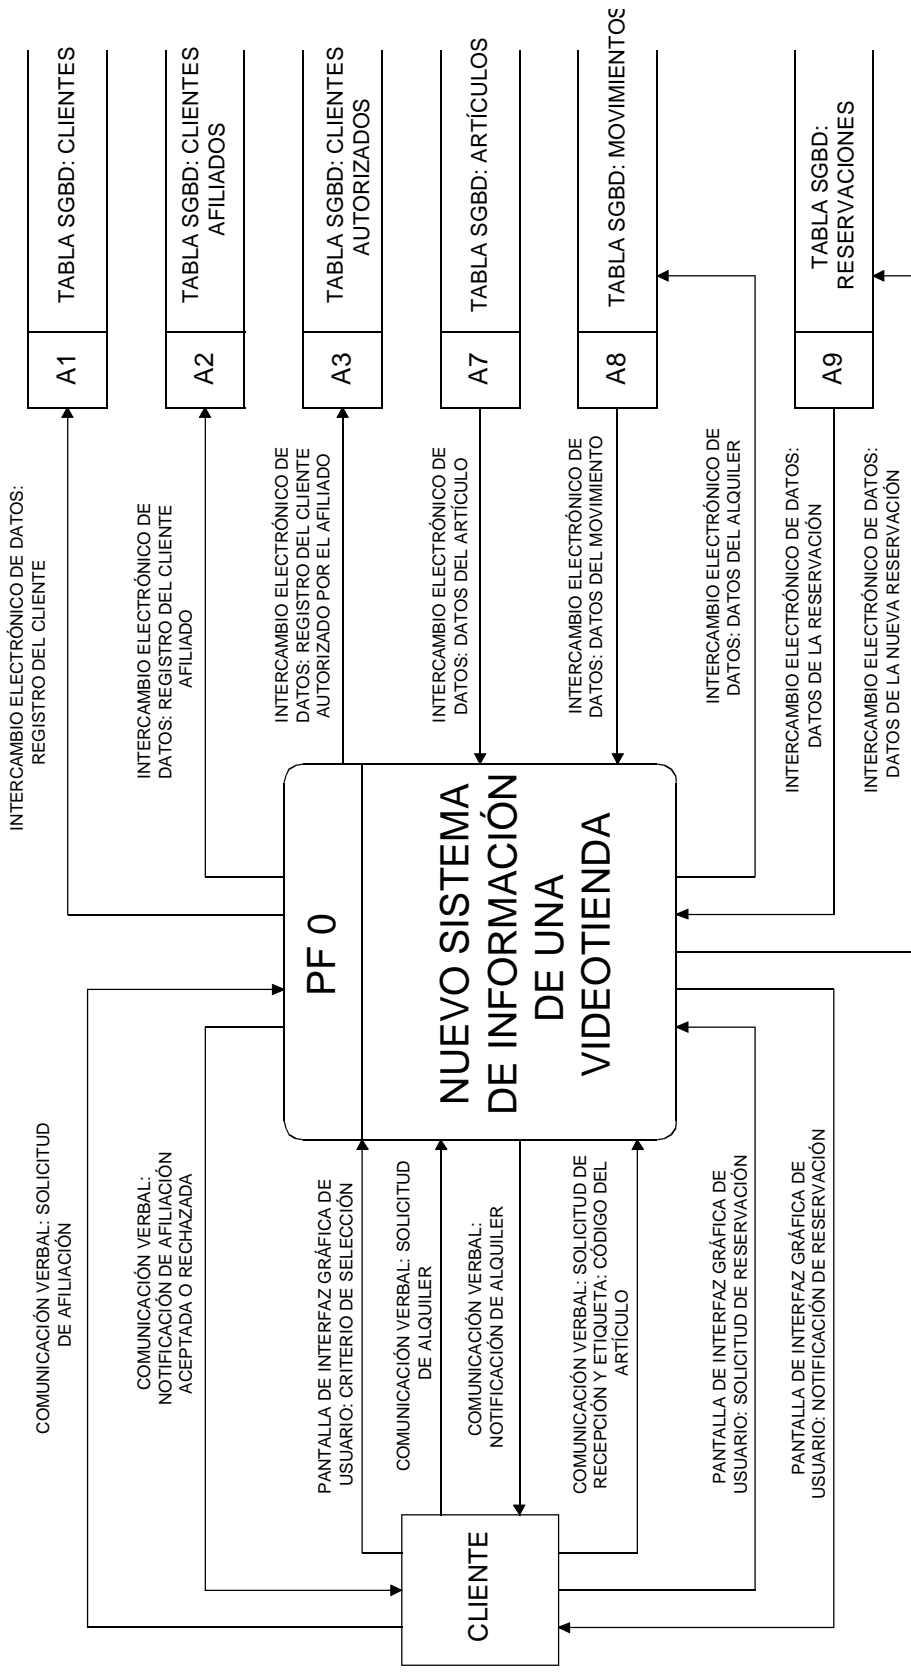 COMUNICACIÓN VERBAL: SOLICITUD
DE AFILIACIÓN
COMUNICACIÓN VERBAL:
NOTIFICACIÓN DE AFILIACIÓN
ACEPTADA O RECHAZADA
PANTALLA DE INTERFAZ GRÁFICA DE
USUARIO: CRITERIO DE SELECCIÓN
COMUNICACIÓN VERBAL: SOLICITUD
DE ALQUILER
COMUNICACIÓN VERBAL:
NOTIFICACIÓN DE ALQUILER
COMUNICACIÓN VERBAL: SOLICITUD DE
RECEPCIÓN Y ETIQUETA: CÓDIGO DEL
ARTÍCULO
PANTALLA DE INTERFAZ GRÁFICA DE
USUARIO: SOLICITUD DE RESERVACIÓN
PANTALLA DE INTERFAZ GRÁFICA DE
USUARIO: NOTIFICACIÓN DE RESERVACIÓN
CLIENTE
PF 0
NUEVO SISTEMA
DE INFORMACIÓN
DE UNA
VIDEOTIENDA
INTERCAMBIO ELECTRÓNICO DE DATOS:
REGISTRO DEL CLIENTE
INTERCAMBIO ELECTRÓNICO DE
DATOS: REGISTRO DEL CLIENTE
AFILIADO
INTERCAMBIO ELECTRÓNICO DE
DATOS: REGISTRO DEL CLIENTE
AUTORIZADO POR EL AFILIADO
INTERCAMBIO ELECTRÓNICO DE
DATOS: DATOS DEL ARTÍCULO
INTERCAMBIO ELECTRÓNICO DE
DATOS: DATOS DEL MOVIMIENTO
INTERCAMBIO ELECTRÓNICO DE
DATOS: DATOS DEL ALQUILER
INTERCAMBIO ELECTRÓNICO DE DATOS:
DATOS DE LA RESERVACIÓN
INTERCAMBIO ELECTRÓNICO DE DATOS:
DATOS DE LA NUEVA RESERVACIÓN
A1
TABLA SGBD: CLIENTES
A2
TABLA SGBD: CLIENTES
AFILIADOS
A3
TABLA SGBD: CLIENTES
AUTORIZADOS
A7
TABLA SGBD: ARTÍCULOS
A8
TABLA SGBD: MOVIMIENTOS
A9
TABLA SGBD:
RESERVACIONES